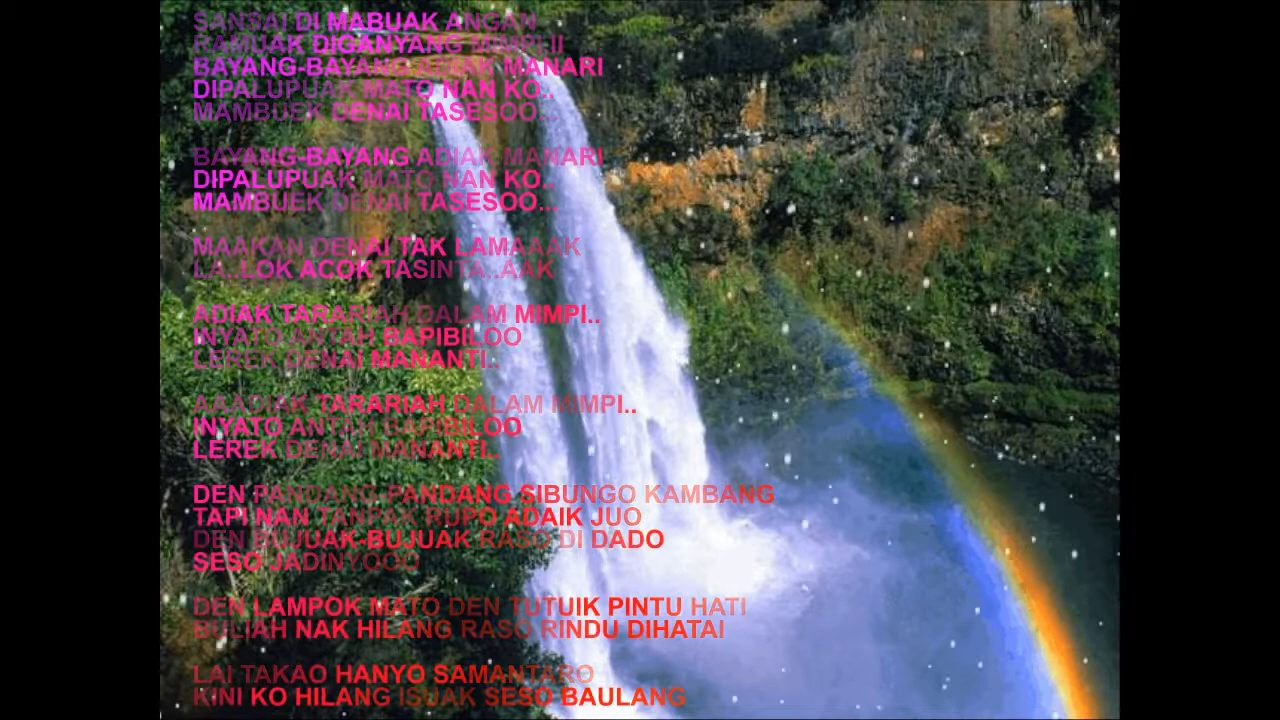 SANSAI DI MABUAK ANGAN
RAMUAK DIGANYANG MIMPI.II
BAYANG-BAYANG ADIAK MANARI
DIPALUPUAK MATO NAN KO..
MAMBUEK DENAI TASESOO...
BAYANG-BAYANG ADIAK MANARI
DIPALUPUAK MATO NAN KO..
MAMBUEK DENAI TASESOO...
MAAKAN DENAI TAK LAMAAAK
LA..LOK ACOK TASINTA..AAK
ADIAK TARARIAH DALAM MIMPI..
INYATO ANTAH BAPIBILOO
LEREK DENAI MANANTI..
AAADIAK TARARIAH DALAM MIMPI..
INYATO ANTAH BAPIBILOO
LEREK DENAI MANANTI..
DEN PANDANG-PANDANG SIBUNGO KAMBANG
TAPI NAN TANPAK RUPO ADAIK JUO
DEN BUJUAK-BUJUAK RASO DI DADO
SESO JADINYOOO
DEN LAMPOK MATO DEN TUTUIK PINTU HATI
BULIAH NAK HILANG RASO RINDU DIHATAI
LAI TAKAO HANYO SAMANTARO
KINI KO HILANG ISUAK SESO BAULANG